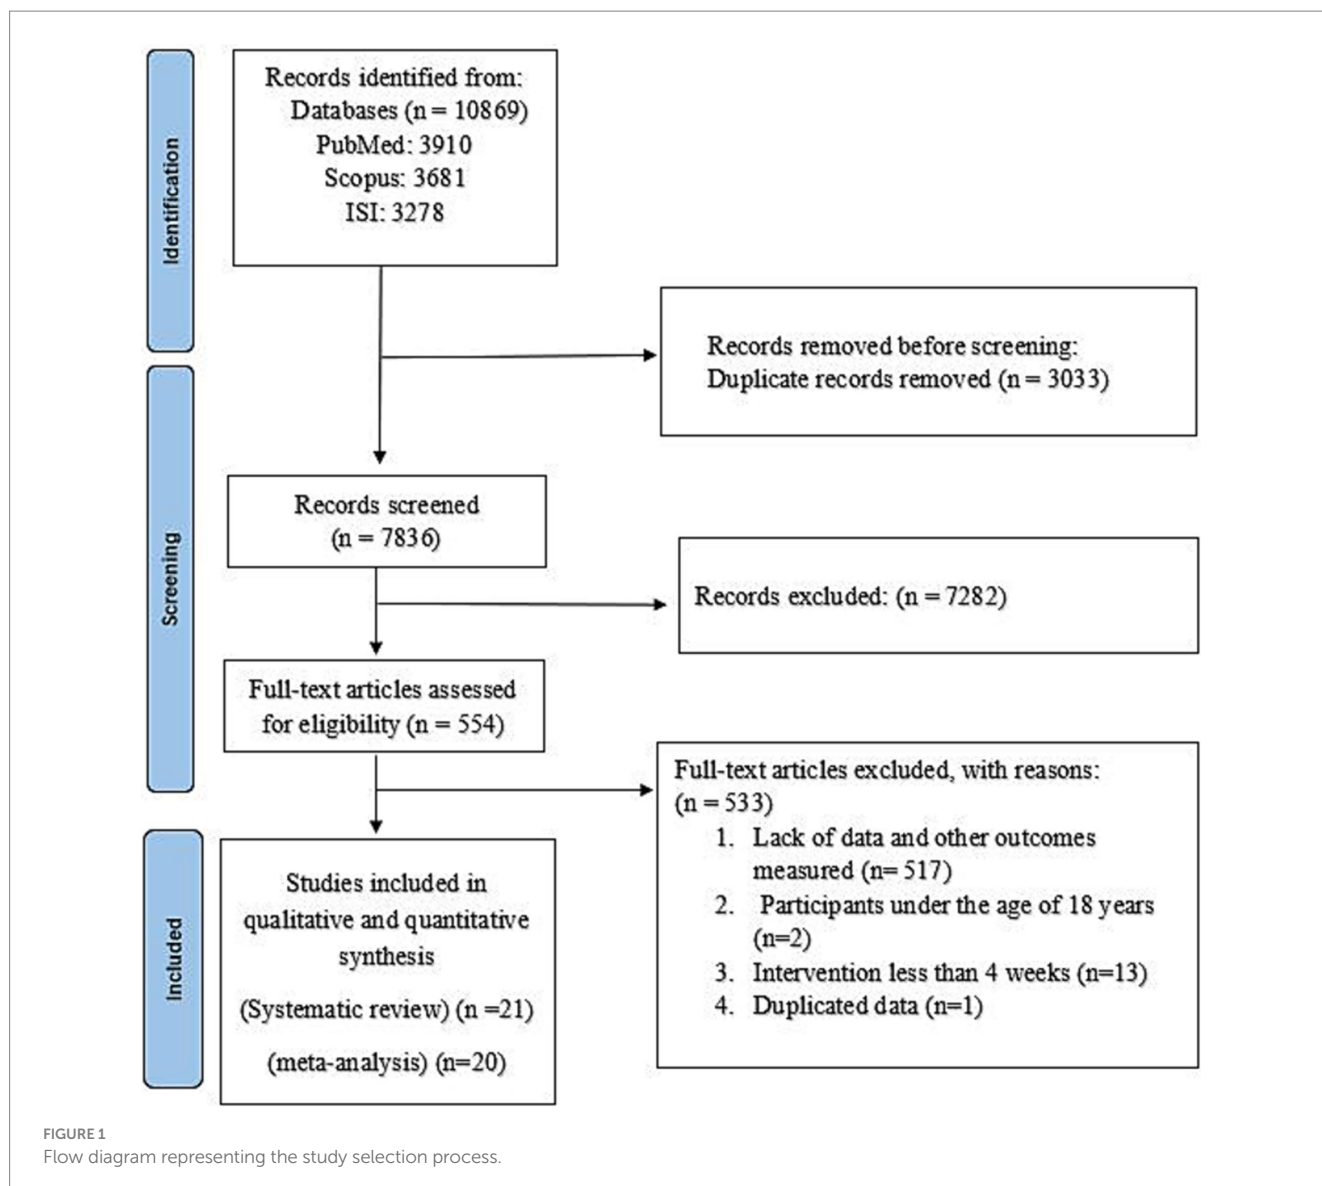 Identification
Records identified from:
Databases (n = 10869)
PubMed: 3910
Scopus: 3681
ISI: 3278
Records removed before screening:
Duplicate records removed (n = 3033)
Screening
Records screened
(n = 7836)
Records excluded: (n = 7282)
Full-text articles assessed
for eligibility (n = 554)
Full-text articles excluded, with reasons:
(n = 533)
1. Lack of data and other outcomes
measured (n= 517)
2. Participants under the age of 18 years
(n=2)
3. Intervention less than 4 weeks (n=13)
4. Duplicated data (n=1)
Included
Studies included in
qualitative and quantitative
synthesis
(Systematic review) (n =21)
(meta-analysis) (n=20)
FIGURE 1
Flow diagram representing the study selection process.